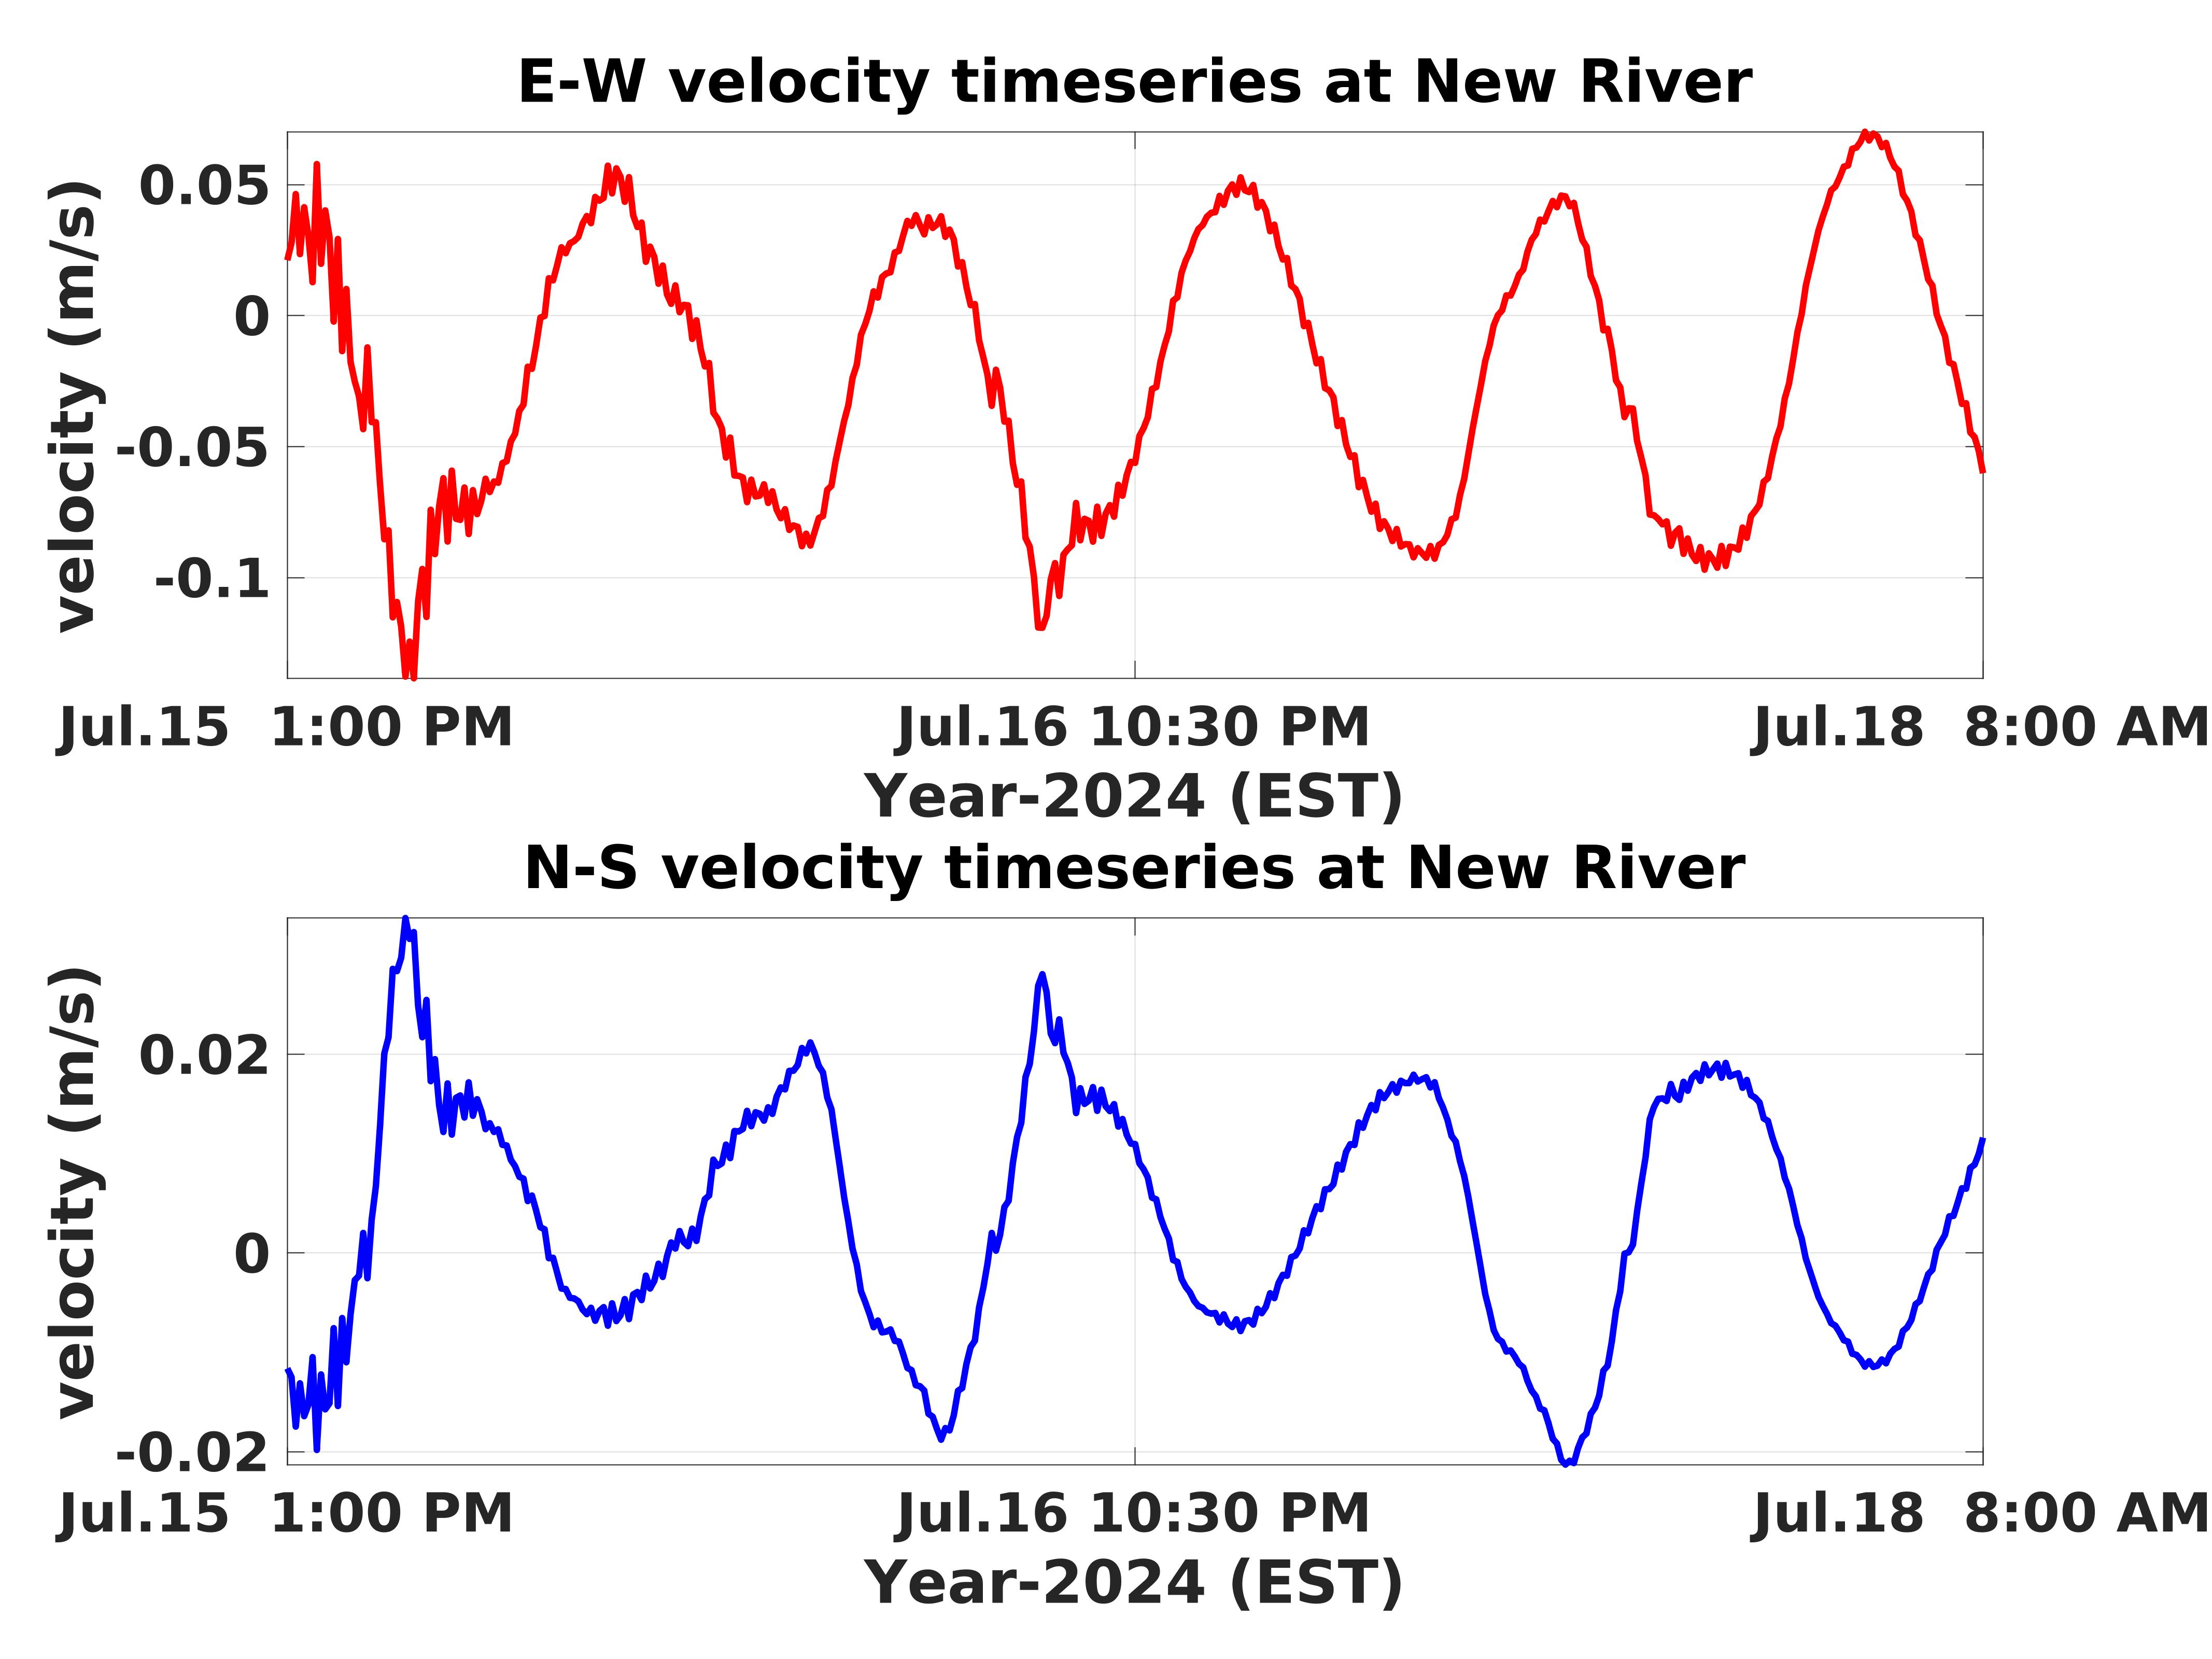 E-W velocity timeseries at New River
velocity (m/s)
0.05
0
-0.05
-0.1
Jul.15  1:00 PM
Jul.16 10:30 PM
Jul.18  8:00 AM
Year-2024 (EST)
N-S velocity timeseries at New River
velocity (m/s)
0.02
0
-0.02
Jul.15  1:00 PM
Jul.16 10:30 PM
Jul.18  8:00 AM
Year-2024 (EST)